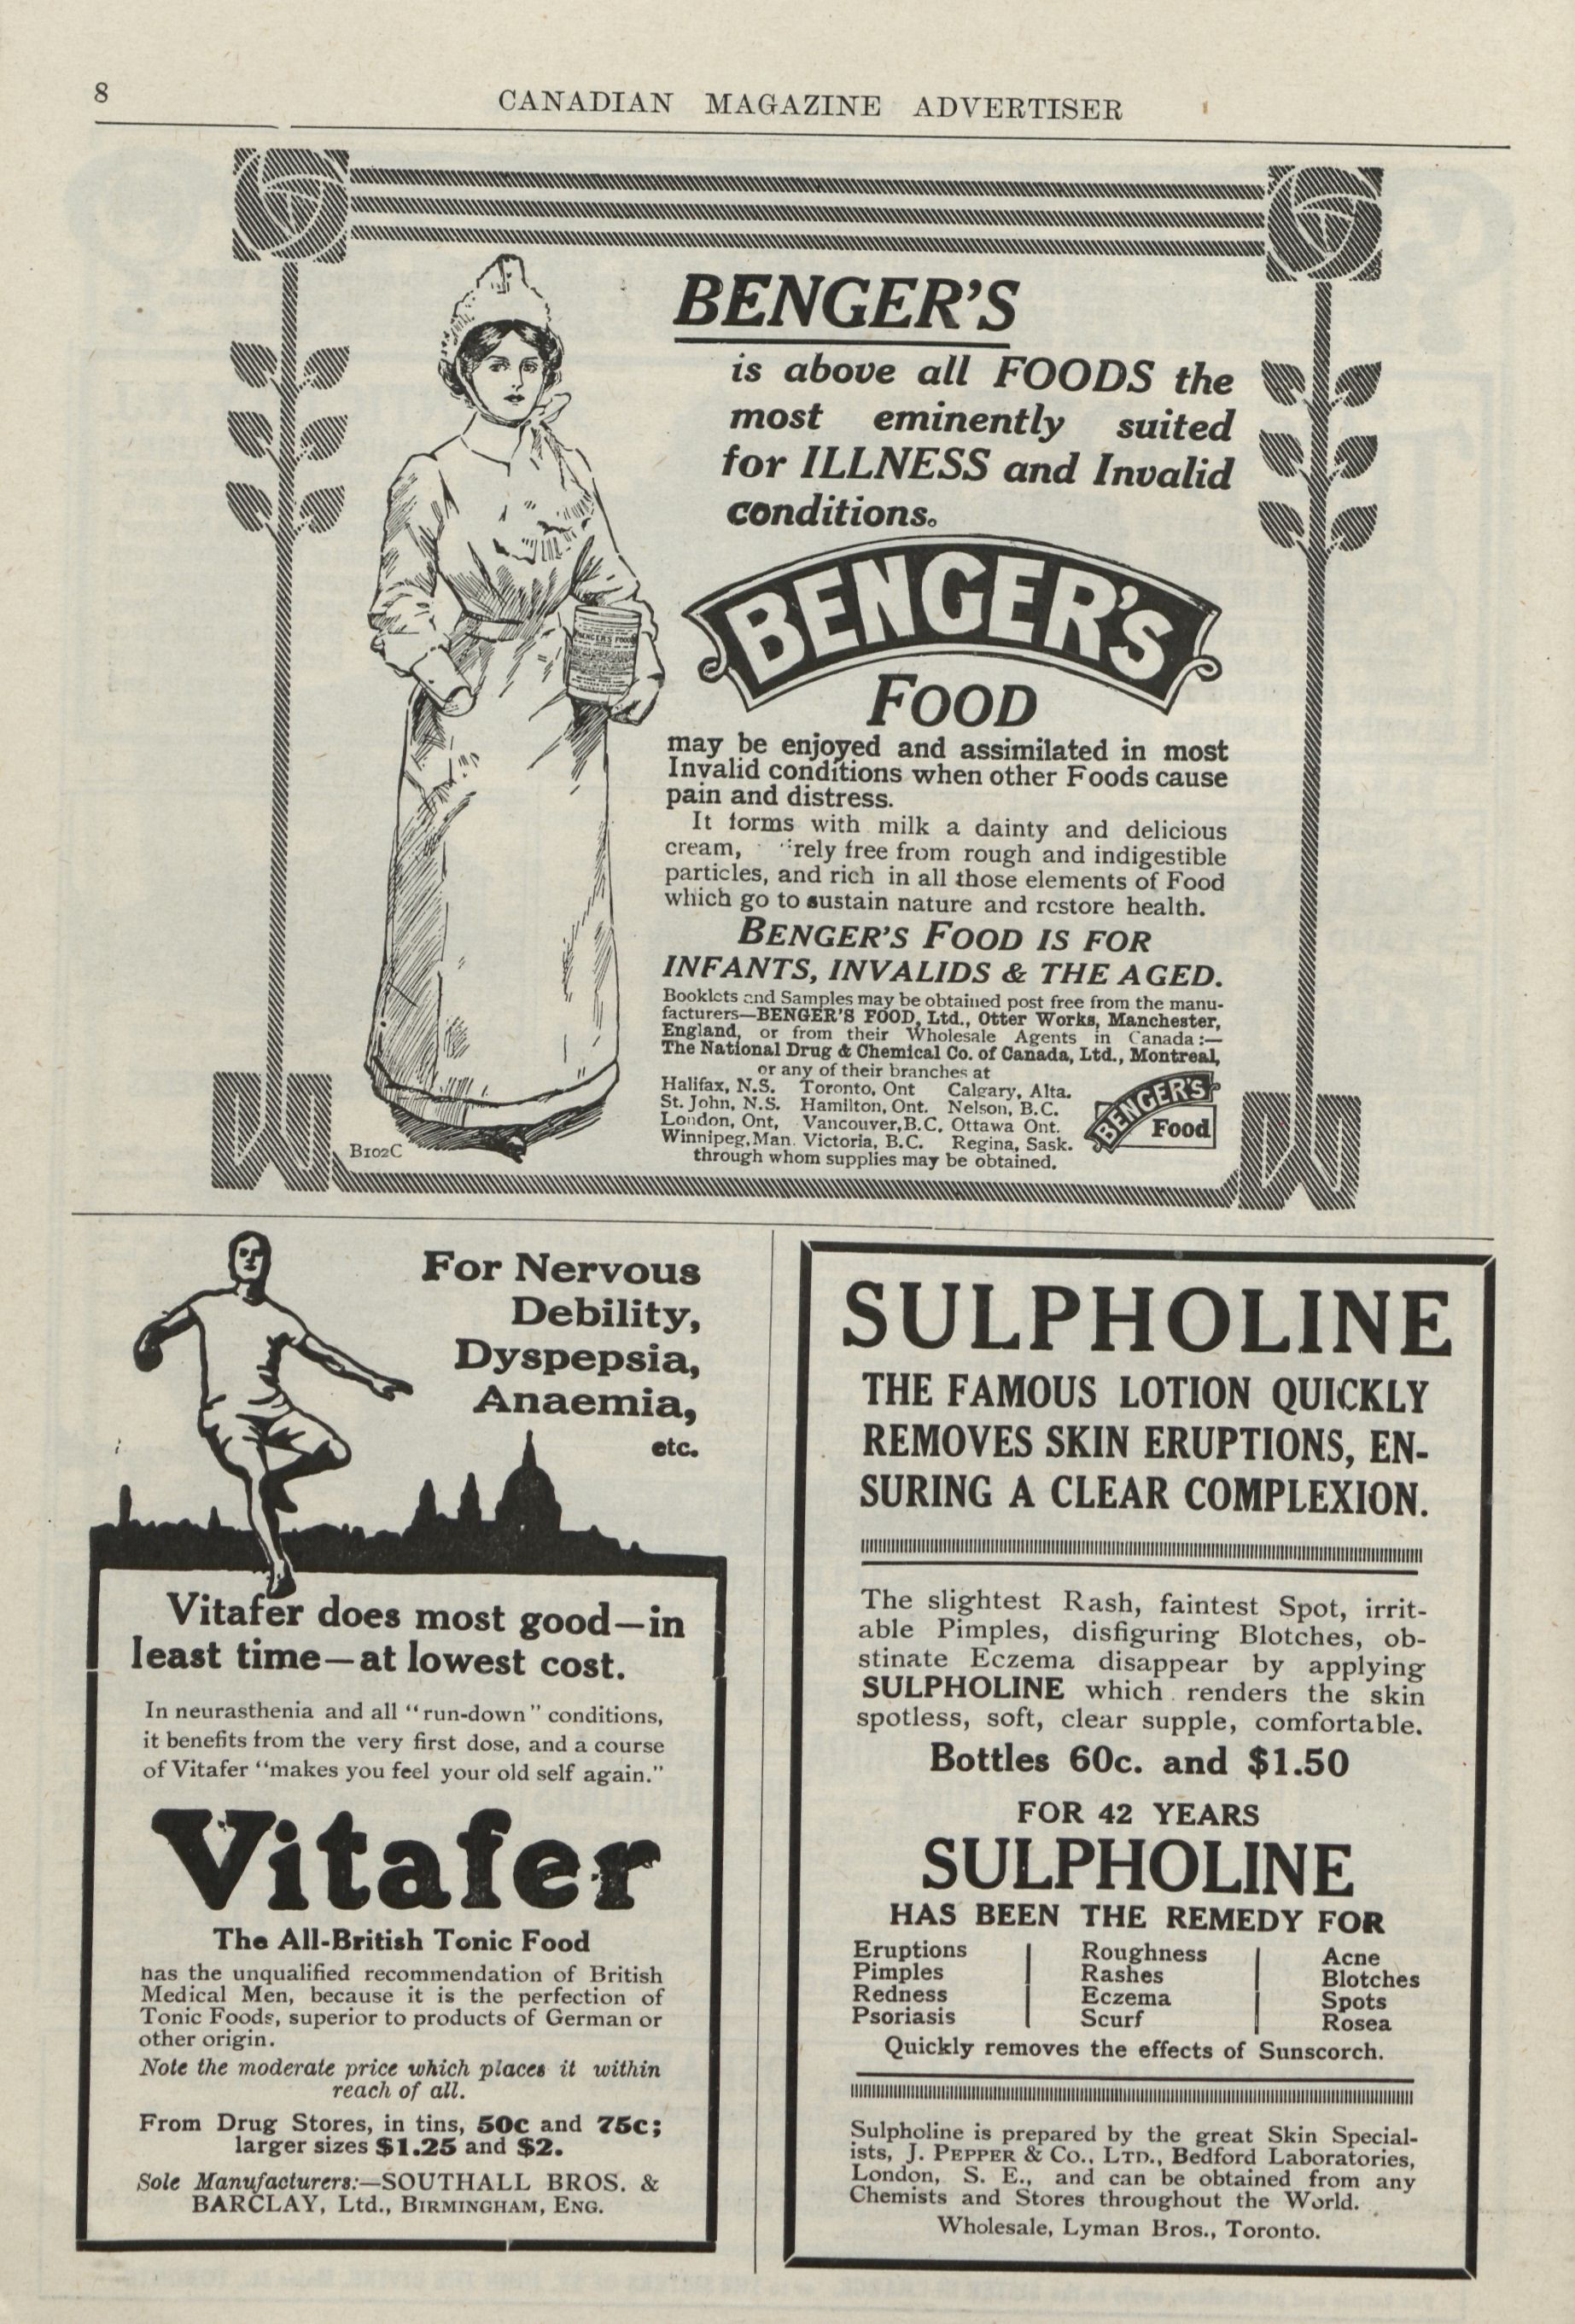 8
CANADIAN MAGAZINE ADVERTISER
BENGER'S
is above all FOODS the
most eminently suited
for ILLNESS and Invalid
conditions.
BENGER'S
FOOD
BENGER'S FOOD
may be enjoyed and assimilated in most
Invalid conditions when other Foods cause
pain and distress.
It forms with milk a dainty and delicious
cream, rely free from rough and indigestible
particles, and rich in all those elements of Food
which go to sustain nature and restore health.
BENGER'S FOOD IS FOR
INFANTS, INVALIDS & THE AGED.
Booklets and Samples may be obtained post free from the manu-
facturers—BENGER'S FOOD, Ltd., Otter Works, Manchester,
England, or from their Wholesale Agents in Canada:—
The National Drug & Chemical Co. of Canada, Ltd., Montreal,
or any of their branches at
Halifax, N.S. Toronto, Ont Calgary, Alta.
St. John, N.S. Hamilton, Ont. Nelson, B.C.
London, Ont, Vancouver, B.C. Ottawa Ont.
Winnipeg, Man. Victoria, B.C. Regina, Sask.
through whom supplies may be obtained.
BENGER'S
Food
B102C
For Nervous
Debility,
Dyspepsia,
Anaemia,
etc.
Vitafer does most good—in
least time—at lowest cost.
In neurasthenia and all "run-down" conditions,
it benefits from the very first dose, and a course
of Vitafer "makes you feel your old self again."
Vitafer
The All-British Tonic Food
has the unqualified recommendation of British
Medical Men, because it is the perfection of
Tonic Foods, superior to products of German or
other origin.
Note the moderate price which places it within
reach of all.
From Drug Stores, in tins, 50c and 75c;
larger sizes $1.25 and $2.
Sole Manufacturers:—SOUTHALL BROS. &
BARCLAY, Ltd., BIRMINGHAM, ENG.
SULPHOLINE
THE FAMOUS LOTION QUICKLY
REMOVES SKIN ERUPTIONS, EN-
SURING A CLEAR COMPLEXION.
The slightest Rash, faintest Spot, irrit-
able Pimples, disfiguring Blotches, ob-
stinate Eczema disappear by applying
SULPHOLINE which renders the skin
spotless, soft, clear supple, comfortable.
Bottles 60c. and $1.50
FOR 42 YEARS
SULPHOLINE
HAS BEEN THE REMEDY FOR
Eruptions Roughness Acne
Pimples Rashes Blotches
Redness Eczema Spots
Psoriasis Scurf Rosea
Quickly removes the effects of Sunscorch.
Sulpholine is prepared by the great Skin Special-
ists, J. PEPPER & CO., LTD., Bedford Laboratories,
London, S. E., and can be obtained from any
Chemists and Stores throughout the World.
Wholesale, Lyman Bros., Toronto.